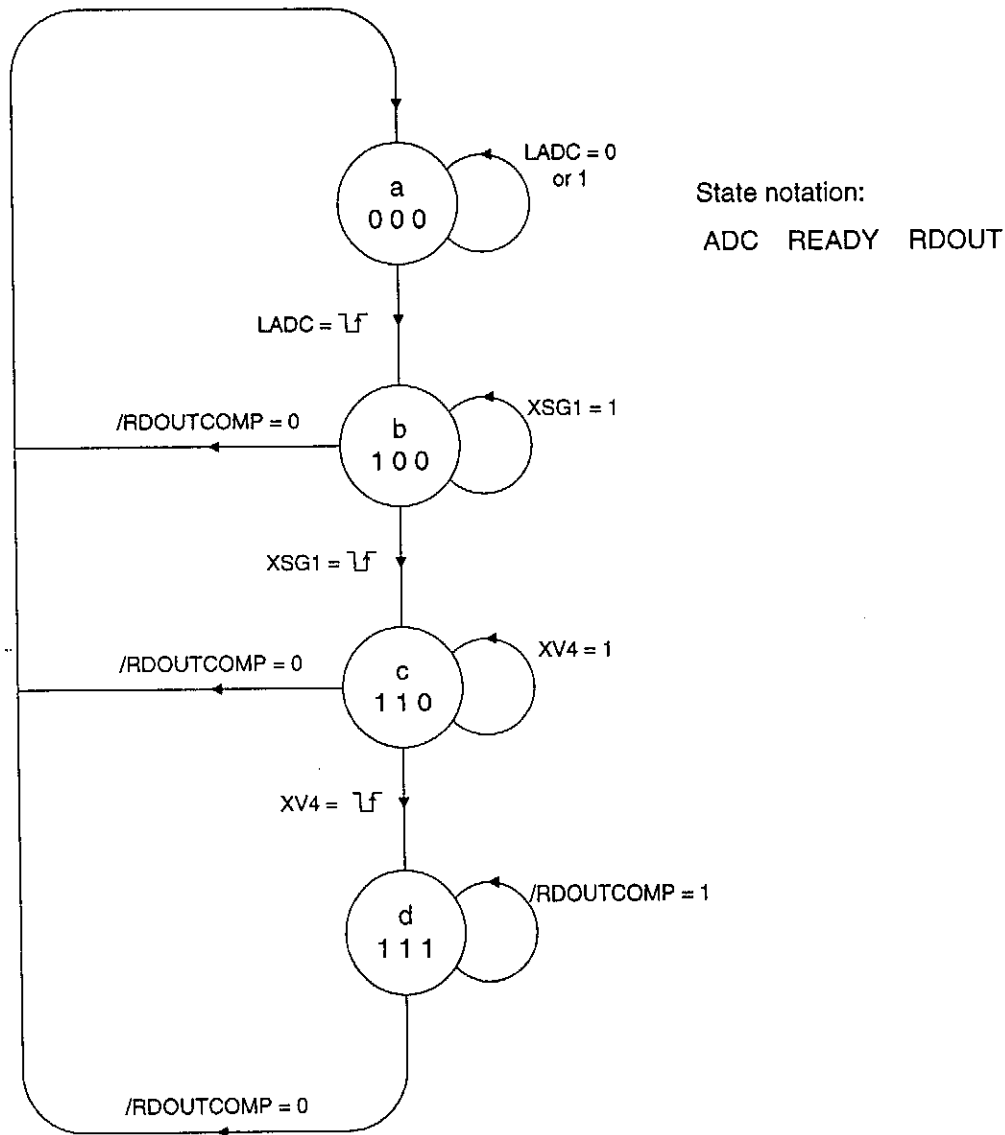 LADC = 0
or 1
a
0 0 0
State notation:
ADC READY RDOUT
LADC =
/RDOUTCOMP = 0
b
1 0 0
XSG1 = 1
XSG1 =
/RDOUTCOMP = 0
c
1 1 0
XV4 = 1
XV4 =
d
1 1 1
/RDOUTCOMP = 1
/RDOUTCOMP = 0